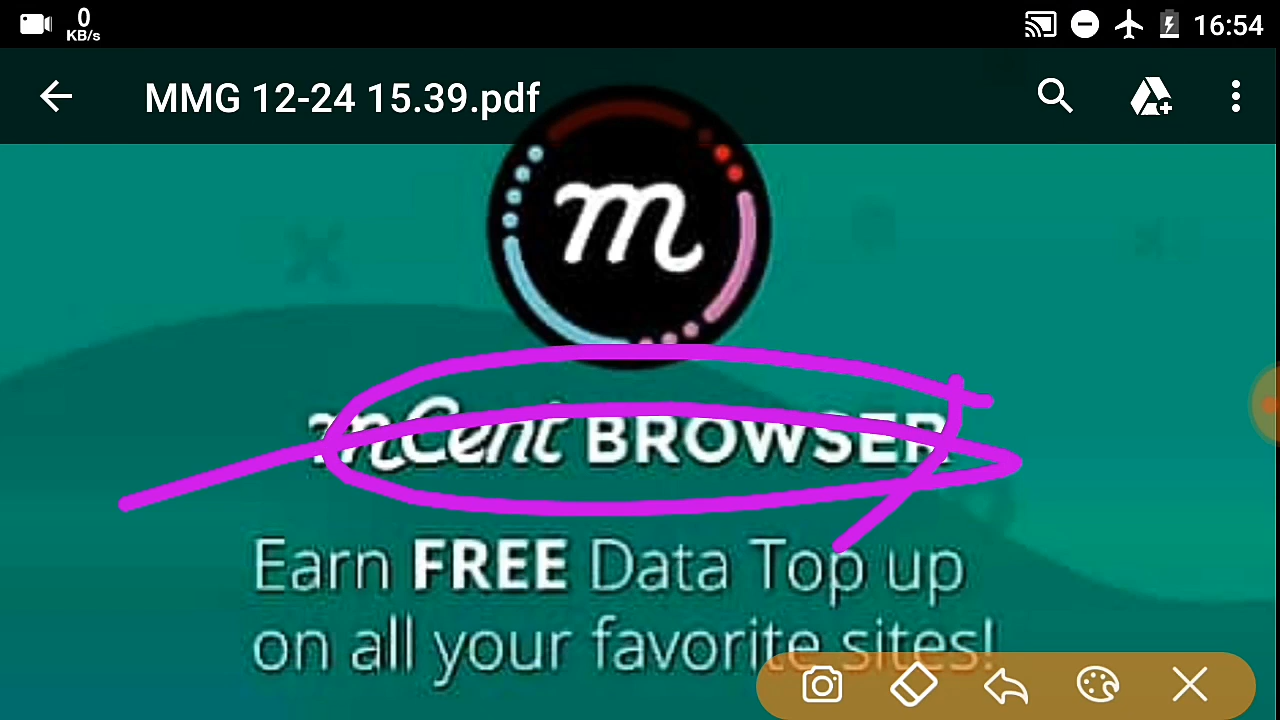 0
KB/s
16:54
MMG 12-24 15.39.pdf
m
mCent BROWSER
Earn FREE Data Top up
on all your favorite sites!